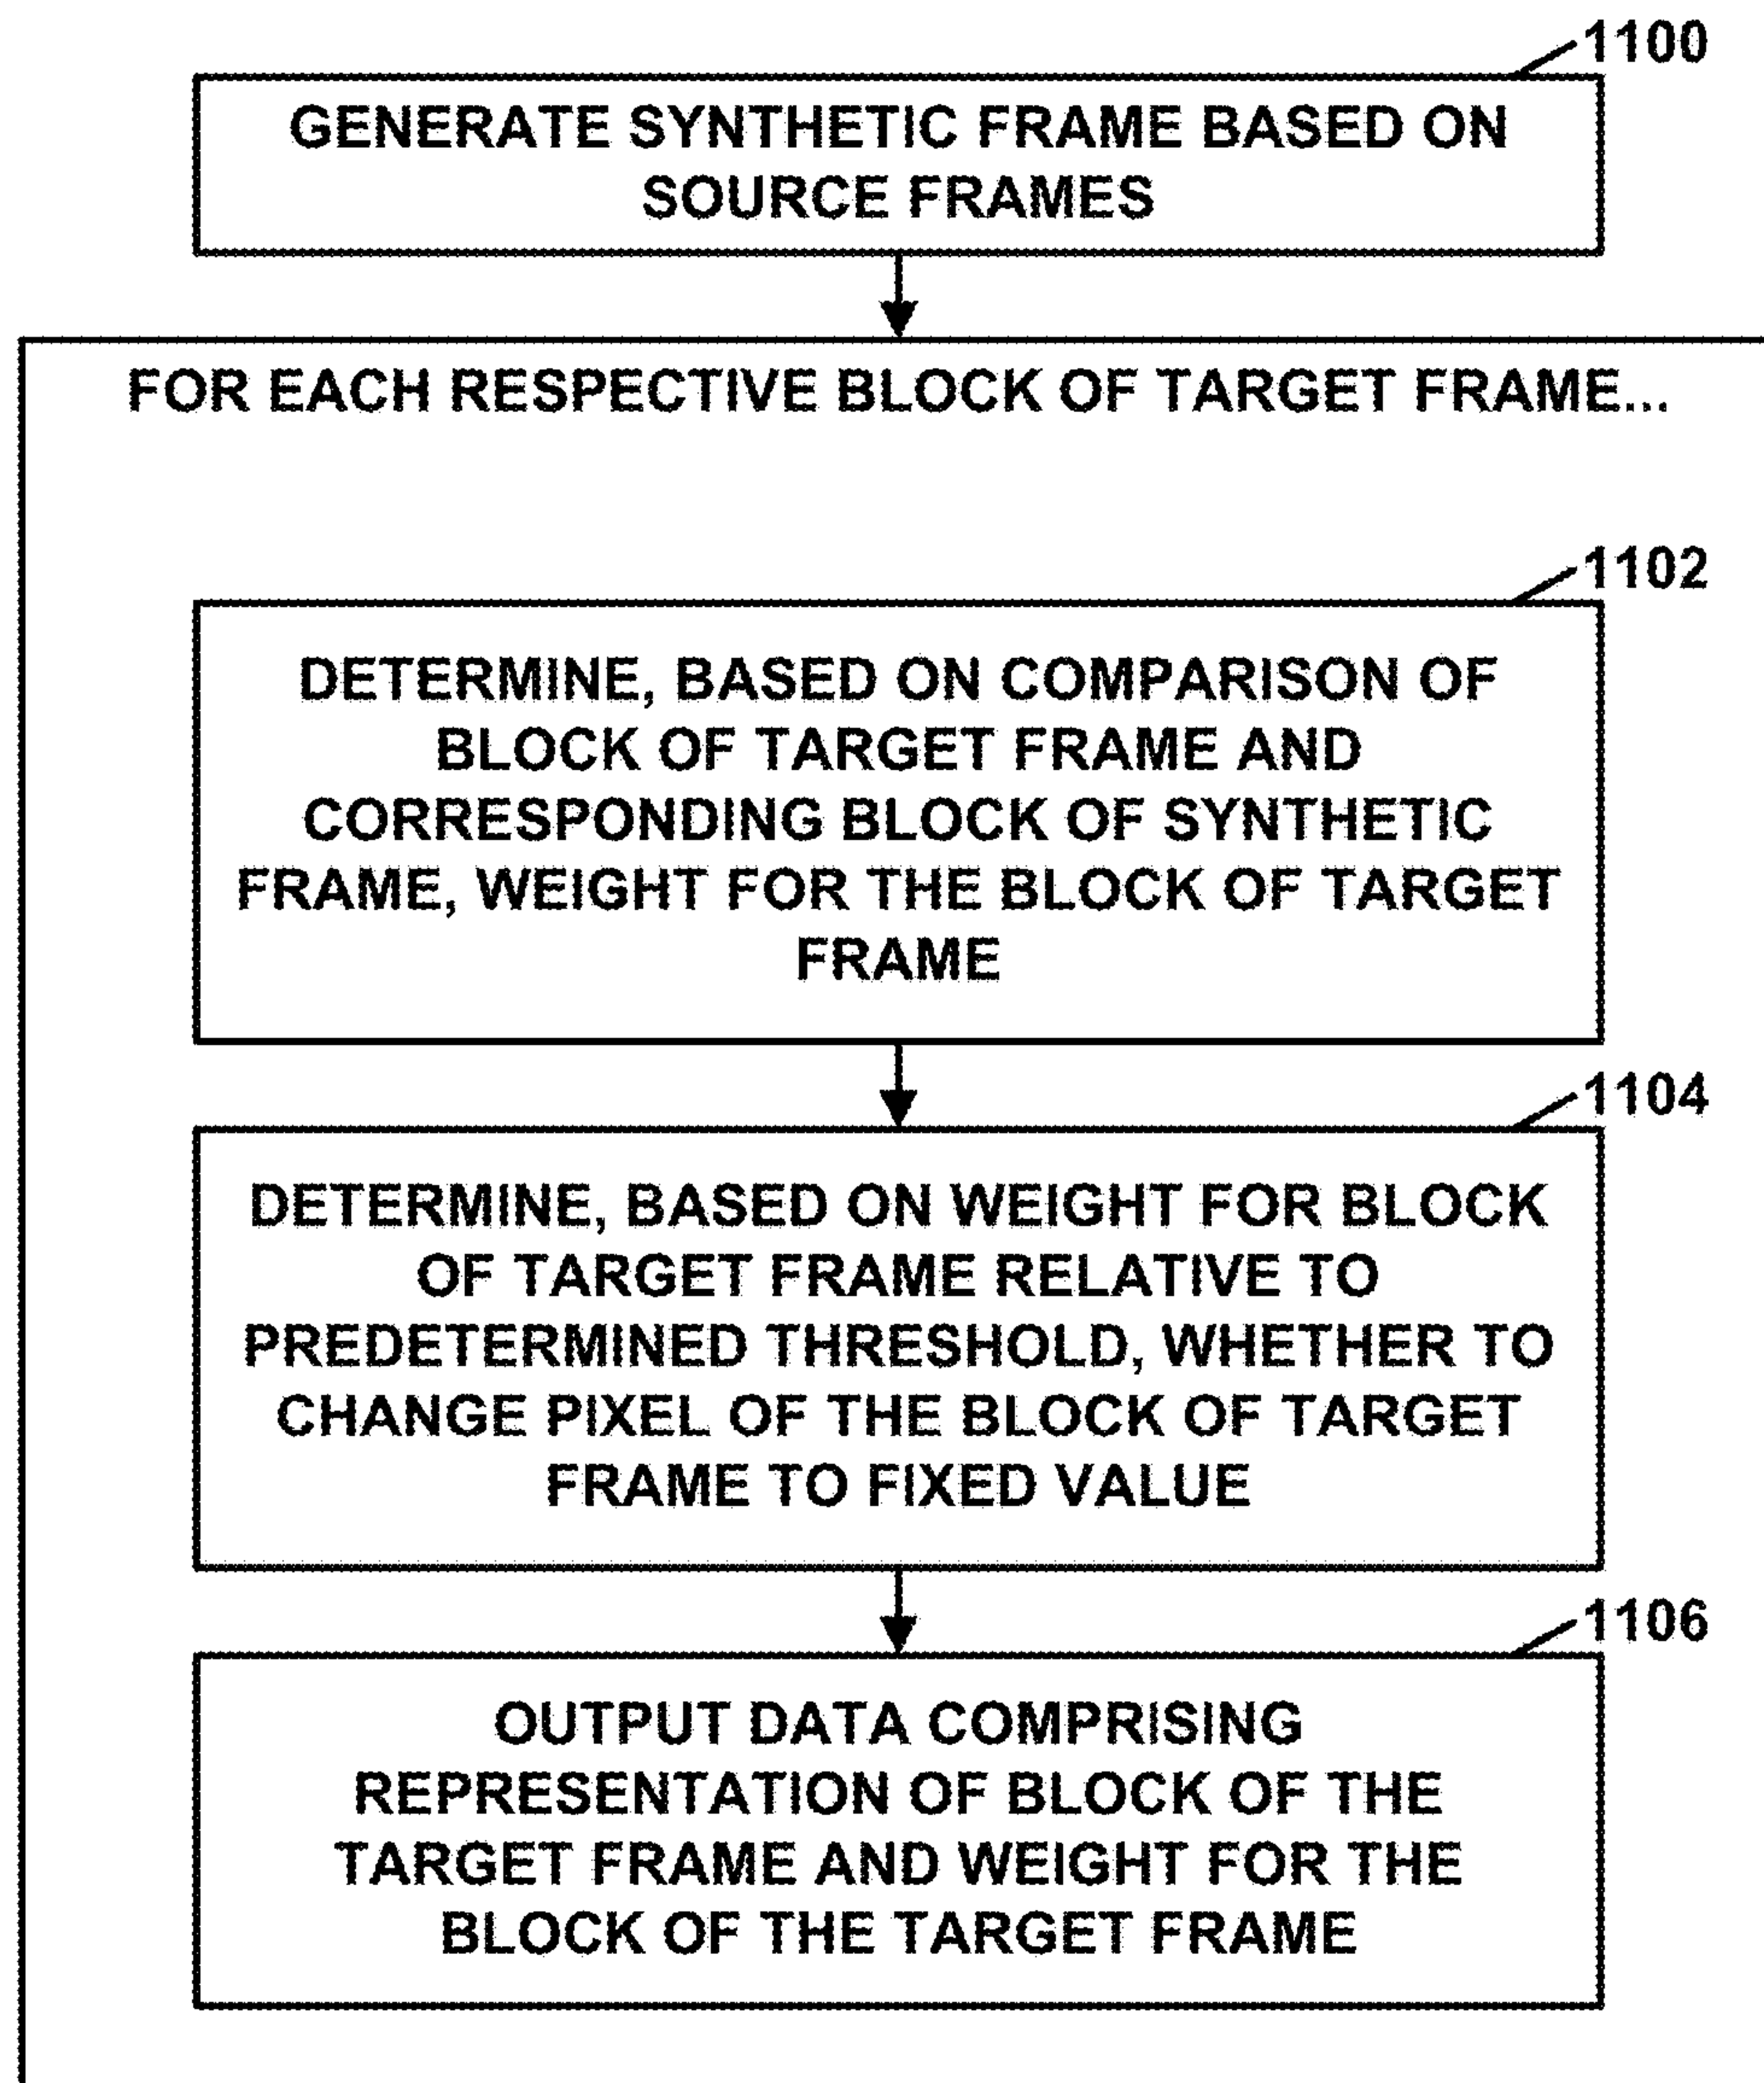 1100
GENERATE SYNTHETIC FRAME BASED ON
SOURCE FRAMES
FOR EACH RESPECTIVE BLOCK OF TARGET FRAME...
1102
DETERMINE, BASED ON COMPARISON OF
BLOCK OF TARGET FRAME AND
CORRESPONDING BLOCK OF SYNTHETIC
FRAME, WEIGHT FOR THE BLOCK OF TARGET
FRAME
1104
DETERMINE, BASED ON WEIGHT FOR BLOCK
OF TARGET FRAME RELATIVE TO
PREDETERMINED THRESHOLD, WHETHER TO
CHANGE PIXEL OF THE BLOCK OF TARGET
FRAME TO FIXED VALUE
1106
OUTPUT DATA COMPRISING
REPRESENTATION OF BLOCK OF THE
TARGET FRAME AND WEIGHT FOR THE
BLOCK OF THE TARGET FRAME